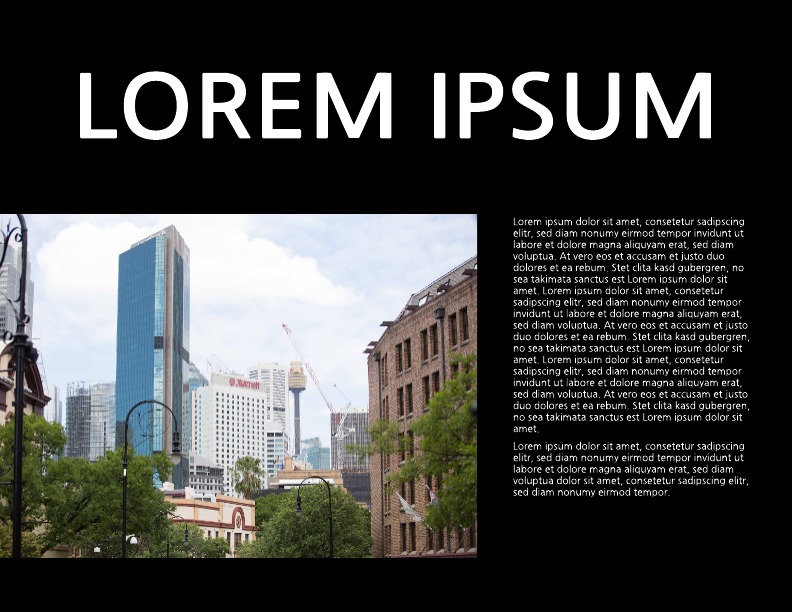 LOREM IPSUM
Marriott
Lorem ipsum dolor sit amet, consetetur sadipscing
elitr, sed diam nonumy eirmod tempor invidunt ut
labore et dolore magna aliquyam erat, sed diam
voluptua. At vero eos et accusam et justo duo
dolores et ea rebum. Stet clita kasd gubergren, no
sea takimata sanctus est Lorem ipsum dolor sit
amet. Lorem ipsum dolor sit amet, consetetur
sadipscing elitr, sed diam nonumy eirmod tempor
invidunt ut labore et dolore magna aliquyam erat,
sed diam voluptua. At vero eos et accusam et justo
duo dolores et ea rebum. Stet clita kasd gubergren,
no sea takimata sanctus est Lorem ipsum dolor sit
amet. Lorem ipsum dolor sit amet, consetetur
sadipscing elitr, sed diam nonumy eirmod tempor
invidunt ut labore et dolore magna aliquyam erat,
sed diam voluptua. At vero eos et accusam et justo
duo dolores et ea rebum. Stet clita kasd gubergren,
no sea takimata sanctus est Lorem ipsum dolor sit
amet.
Lorem ipsum dolor sit amet, consetetur sadipscing
elitr, sed diam nonumy eirmod tempor invidunt ut
labore et dolore magna aliquyam erat, sed diam
voluptua dolor sit amet, consetetur sadipscing elitr,
sed diam nonumy eirmod tempor.